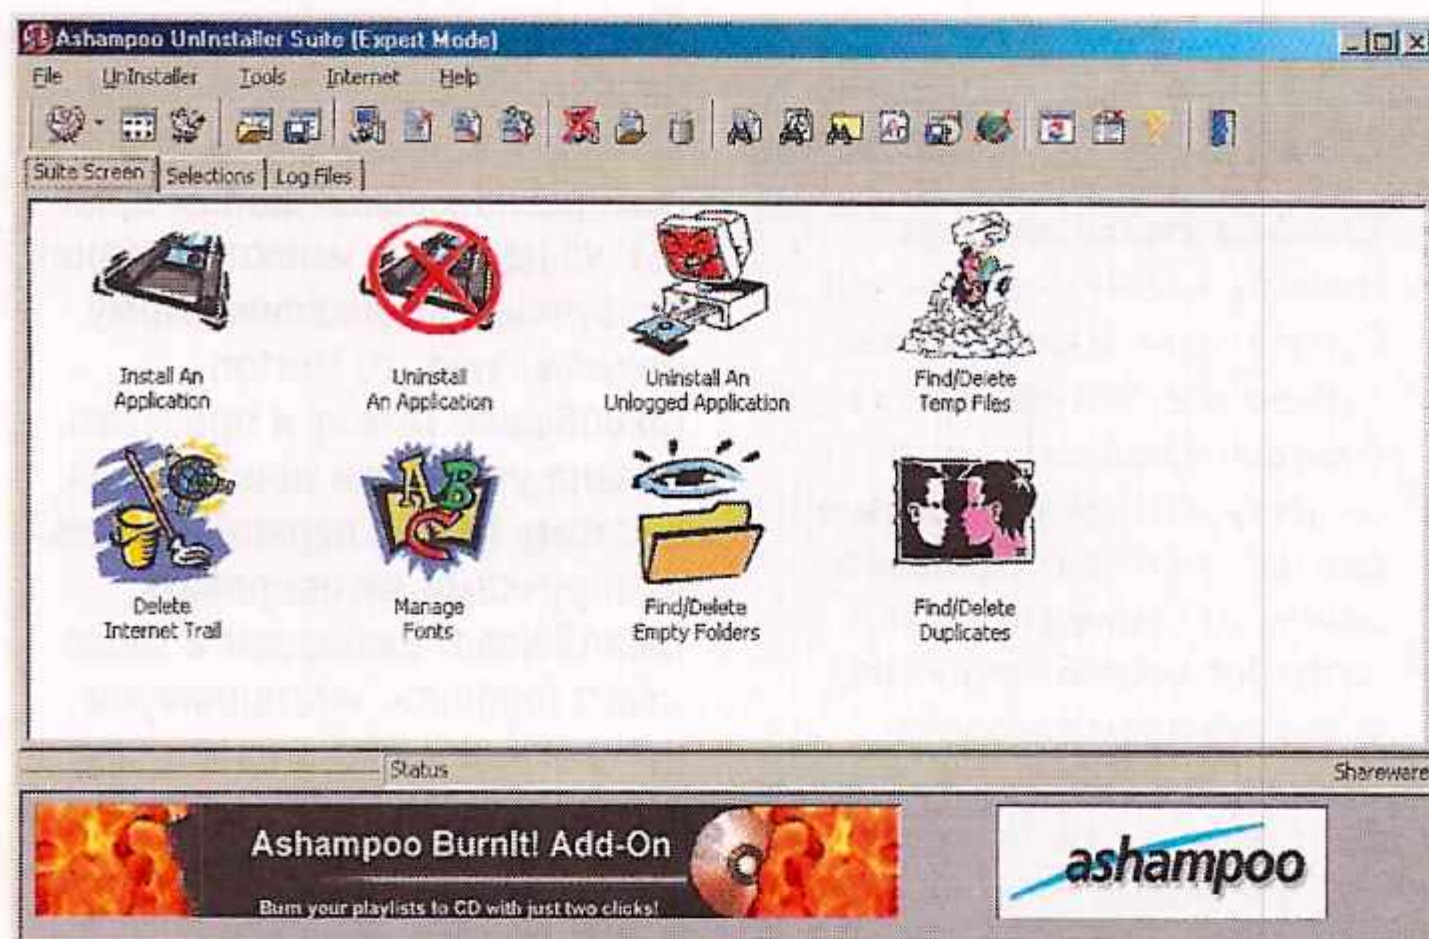 Ashampoo UnInstaller Suite (Expert Mode)
File UnInstaller Tools Internet Help
Suite Screen Selections Log Files
Install An
Application
Uninstall
An Application
Uninstall An
Unlogged Application
Find/Delete
Temp Files
Delete
Internet Trail
Manage
Fonts
Find/Delete
Empty Folders
Find/Delete
Duplicates
Status Shareware
Ashampoo BurnIt! Add-On
Burn your playlists to CD with just two clicks!
ashampoo